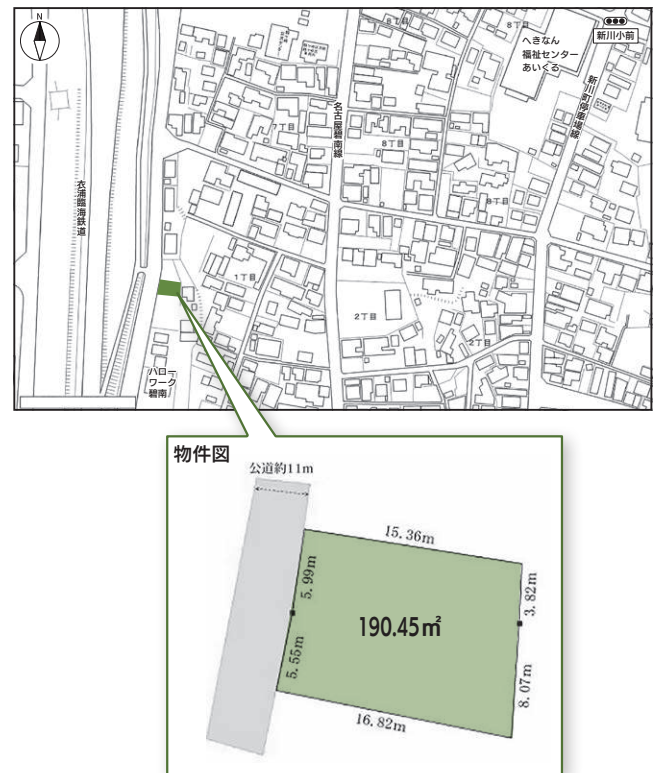 N
8丁目
8丁目
へきなん
福祉センター
あいくる
新川小前
新川町停車場線
名古屋碧南線
7丁目
8丁目
8丁目
衣浦臨海鉄道
1丁目
2丁目
2丁目
ハロー
ワーク
碧南
物件図
公道約11m
15.36m
5.99m
3.82m
190.45㎡
5.55m
8.07m
16.82m